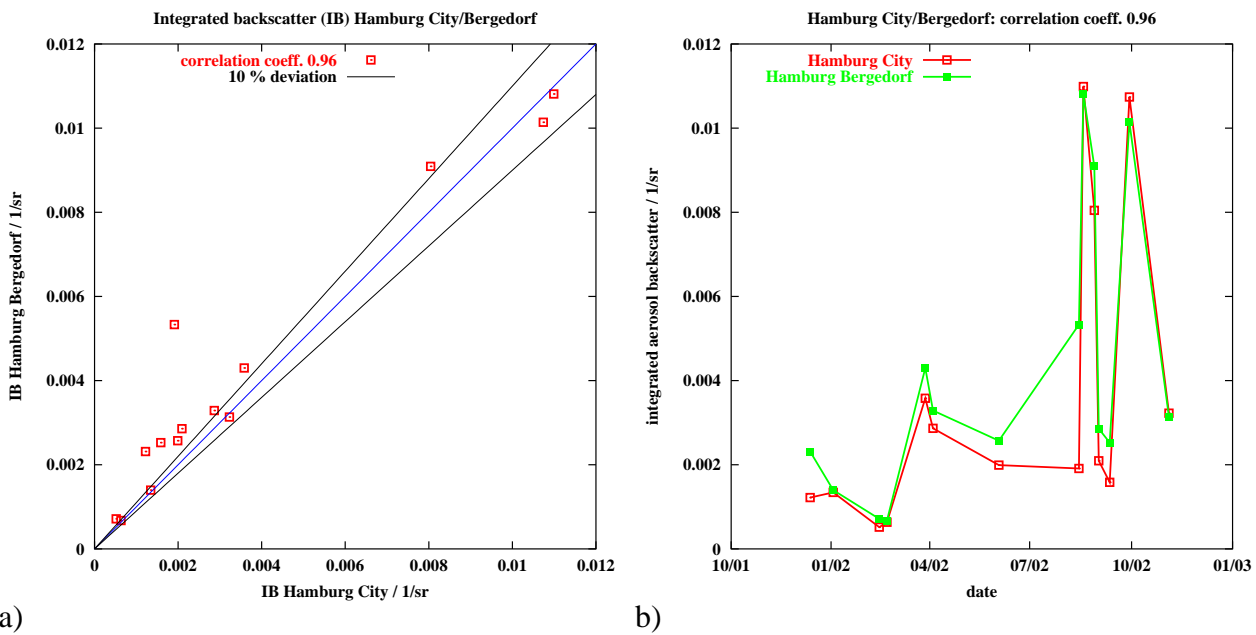 Integrated backscatter (IB) Hamburg City/Bergedorf
0.012
0.01
0.008
0.006
0.004
0.002
0
IB Hamburg Bergedorf / 1/sr
correlation coeff. 0.96
10 % deviation
0 0.002 0.004 0.006 0.008 0.01 0.012
IB Hamburg City / 1/sr
a)
Hamburg City/Bergedorf: correlation coeff. 0.96
0.012
0.01
0.008
0.006
0.004
0.002
0
integrated aerosol backscatter / 1/sr
Hamburg City
Hamburg Bergedorf
10/01 01/02 04/02 07/02 10/02 01/03
date
b)